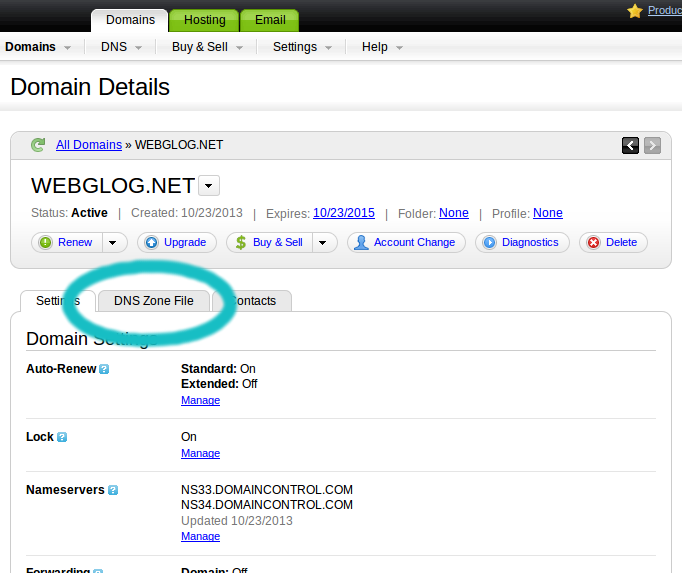 Domains Hosting Email Produc
Domains DNS Buy & Sell Settings Help
Domain Details
All Domains » WEBGLOG.NET
WEBGLOG.NET
Status: Active | Created: 10/23/2013 | Expires: 10/23/2015 | Folder: None | Profile: None
Renew Upgrade Buy & Sell Account Change Diagnostics Delete
Settings DNS Zone File Contacts
Domain Settings
Auto-Renew ? Standard: On
Extended: Off
Manage
Lock ? On
Manage
Nameservers ? NS33.DOMAINCONTROL.COM
NS34.DOMAINCONTROL.COM
Updated 10/23/2013
Manage
Forwarding ? Domain: Off